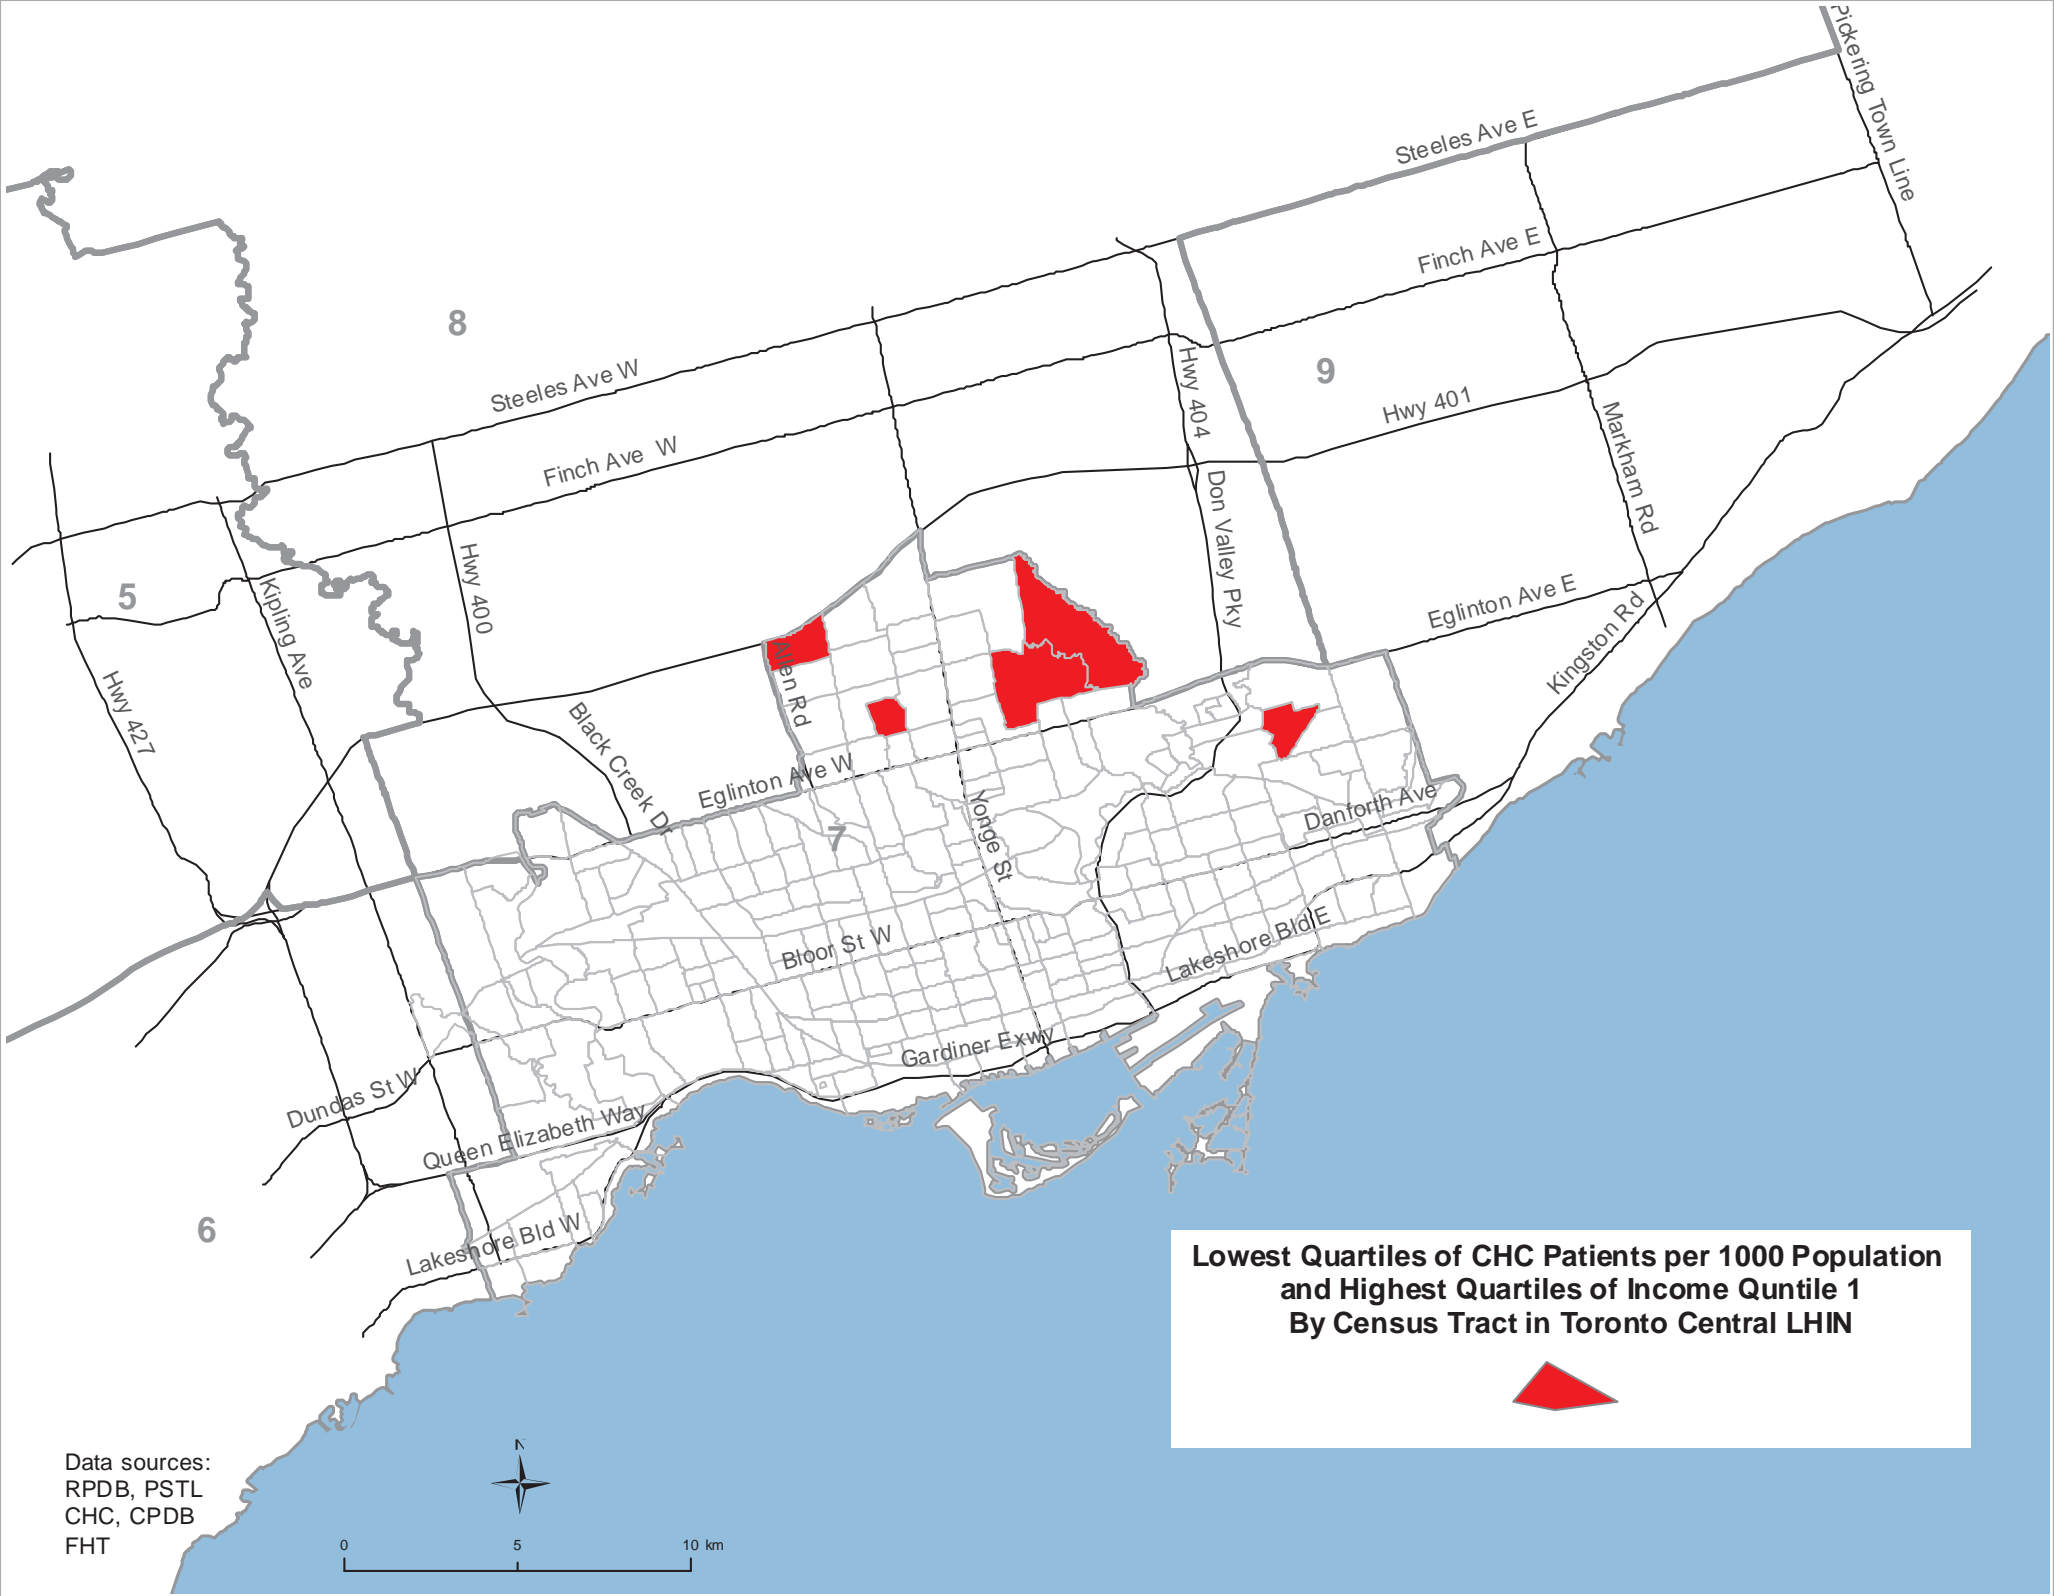 Pickering Town Line
Steeles Ave E
Finch Ave E
8
Hwy 404
9
Steeles Ave W
Hwy 401
Markham Rd
Finch Ave W
Don Valley Pky
5
Kipling Ave
Hwy 400
Eglinton Ave E
Kingston Rd
Hwy 427
Allen Rd
Black Creek Dr
Eglinton Ave W
7
Yonge St
Danforth Ave
Bloor St W
Lakeshore Bld E
Gardiner Exwy
Dundas St W
Queen Elizabeth Way
6
Lakeshore Bld W
Lowest Quartiles of CHC Patients per 1000 Population
and Highest Quartiles of Income Quntile 1
By Census Tract in Toronto Central LHIN
Data sources:
RPDB, PSTL
CHC, CPDB
FHT
N
0 5 10 km